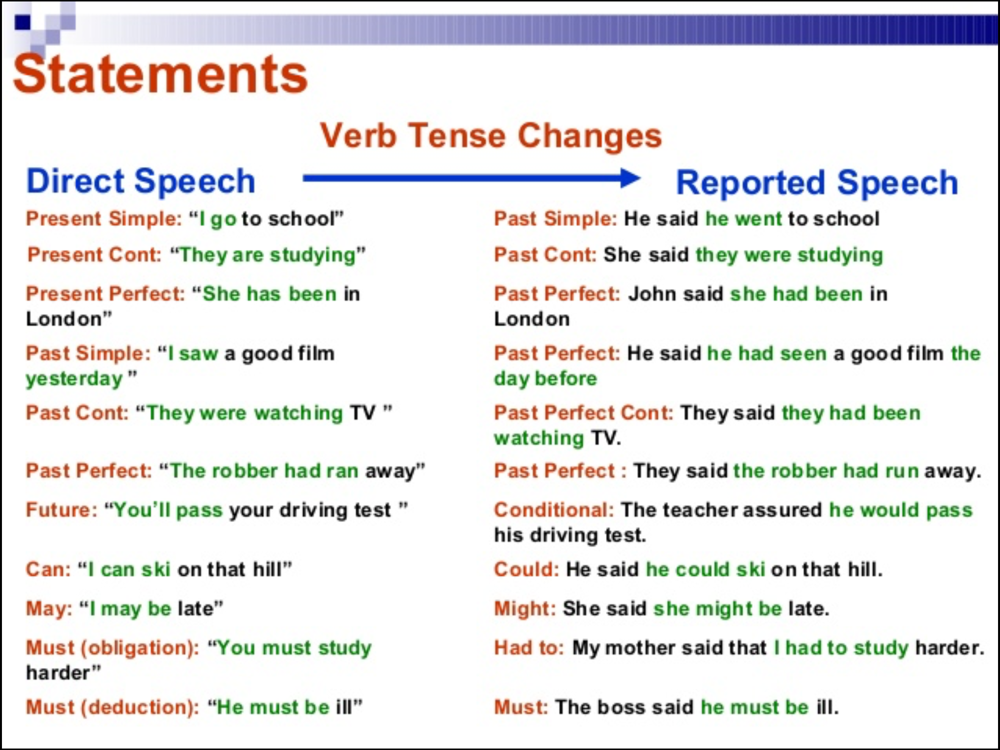 Statements
Verb Tense Changes
Direct Speech
Reported Speech
Present Simple: “I go to school”
Past Simple: He said he went to school
Present Cont: “They are studying”
Past Cont: She said they were studying
Present Perfect: “She has been in
London”
Past Perfect: John said she had been in
London
Past Simple: “I saw a good film
yesterday ”
Past Perfect: He said he had seen a good film the
day before
Past Cont: “They were watching TV ”
Past Perfect Cont: They said they had been
watching TV.
Past Perfect: “The robber had ran away”
Past Perfect : They said the robber had run away.
Future: “You’ll pass your driving test ”
Conditional: The teacher assured he would pass
his driving test.
Can: “I can ski on that hill”
Could: He said he could ski on that hill.
May: “I may be late”
Might: She said she might be late.
Must (obligation): “You must study
harder”
Had to: My mother said that I had to study harder.
Must (deduction): “He must be ill”
Must: The boss said he must be ill.